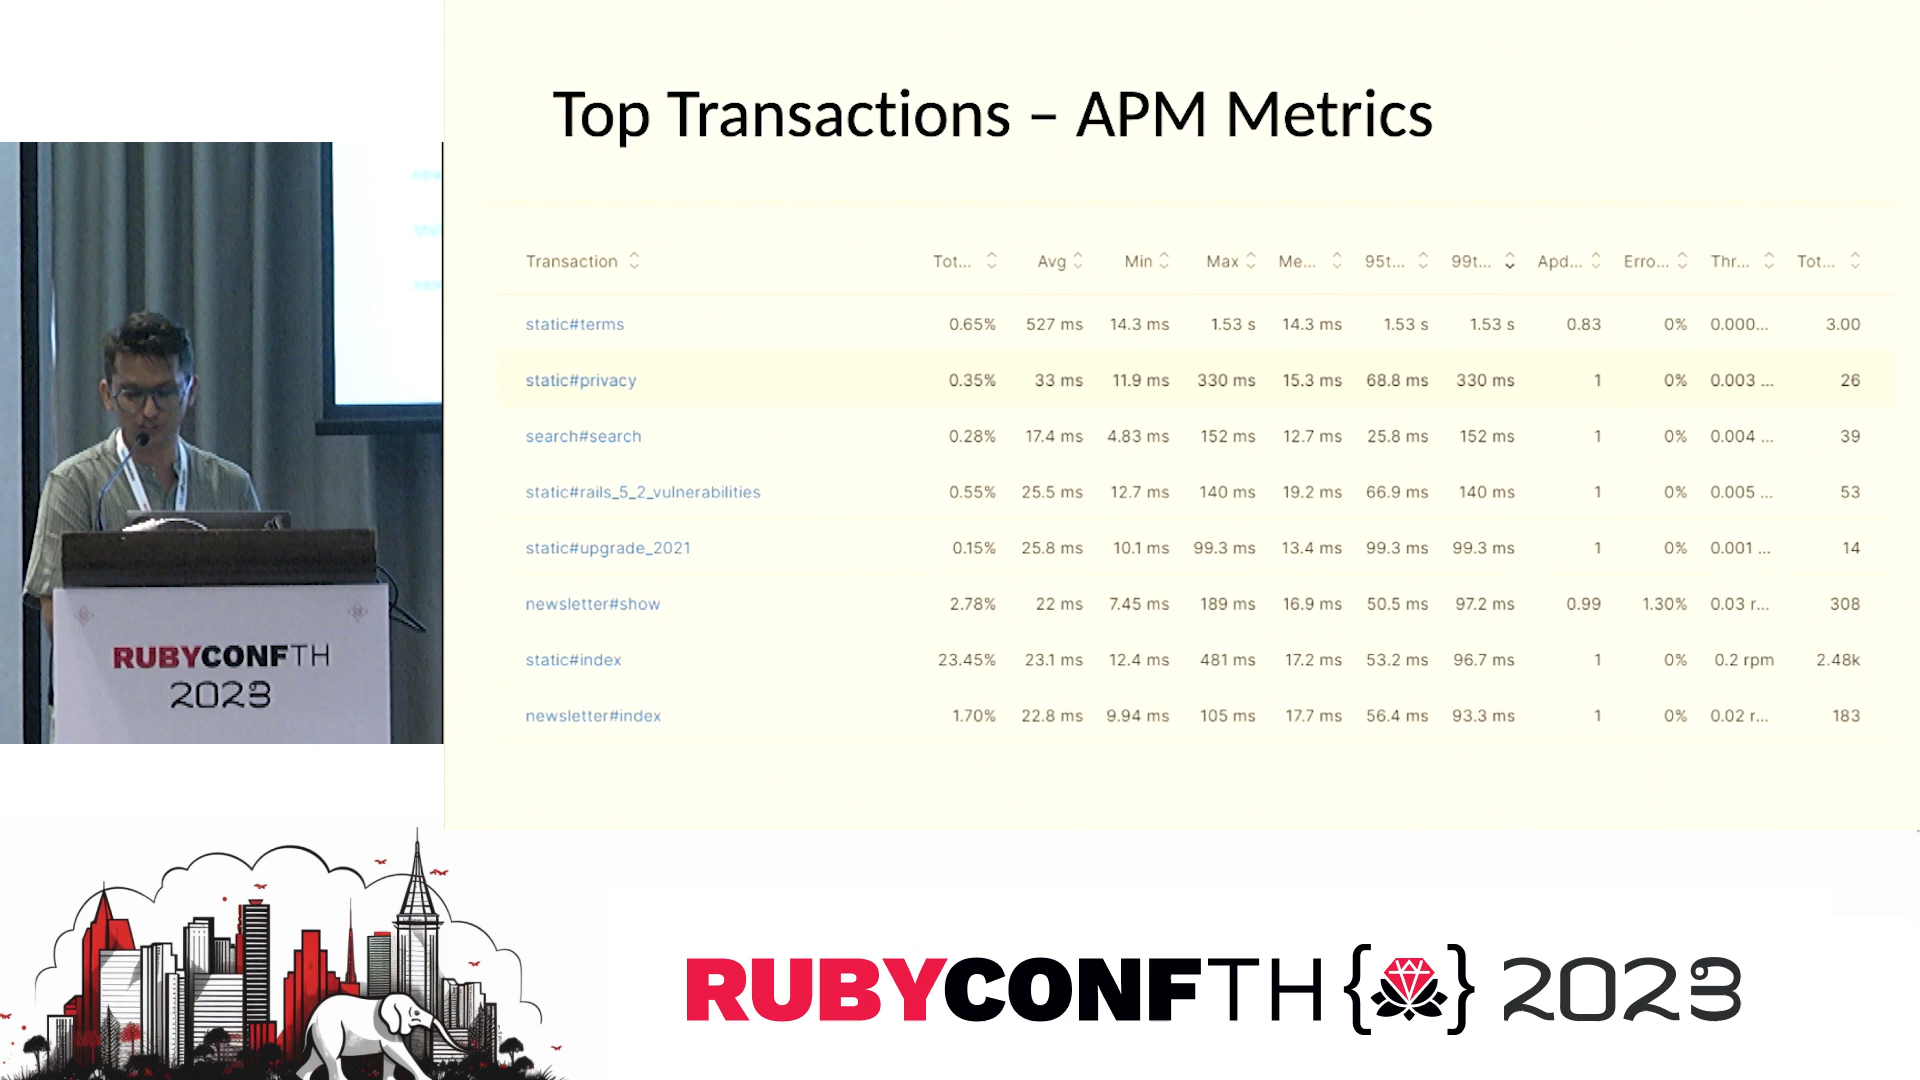 Top Transactions – APM Metrics
Transaction Tot... Avg Min Max Me... 95t... 99t... Apd... Erro... Thr... Tot...
static#terms 0.65% 527 ms 14.3 ms 1.53 s 14.3 ms 1.53 s 1.53 s 0.83 0% 0.000... 3.00
static#privacy 0.35% 33 ms 11.9 ms 330 ms 15.3 ms 68.8 ms 330 ms 1 0% 0.003 ... 26
search#search 0.28% 17.4 ms 4.83 ms 152 ms 12.7 ms 25.8 ms 152 ms 1 0% 0.004 ... 39
static#rails_5_2_vulnerabilities 0.55% 25.5 ms 12.7 ms 140 ms 19.2 ms 66.9 ms 140 ms 1 0% 0.005 ... 53
static#upgrade_2021 0.15% 25.8 ms 10.1 ms 99.3 ms 13.4 ms 99.3 ms 99.3 ms 1 0% 0.001 ... 14
newsletter#show 2.78% 22 ms 7.45 ms 189 ms 16.9 ms 50.5 ms 97.2 ms 0.99 1.30% 0.03 r... 308
static#index 23.45% 23.1 ms 12.4 ms 481 ms 17.2 ms 53.2 ms 96.7 ms 1 0% 0.2 rpm 2.48k
newsletter#index 1.70% 22.8 ms 9.94 ms 105 ms 17.7 ms 56.4 ms 93.3 ms 1 0% 0.02 r... 183
RUBYCONFTH
2023
RUBYCONFTH 2023